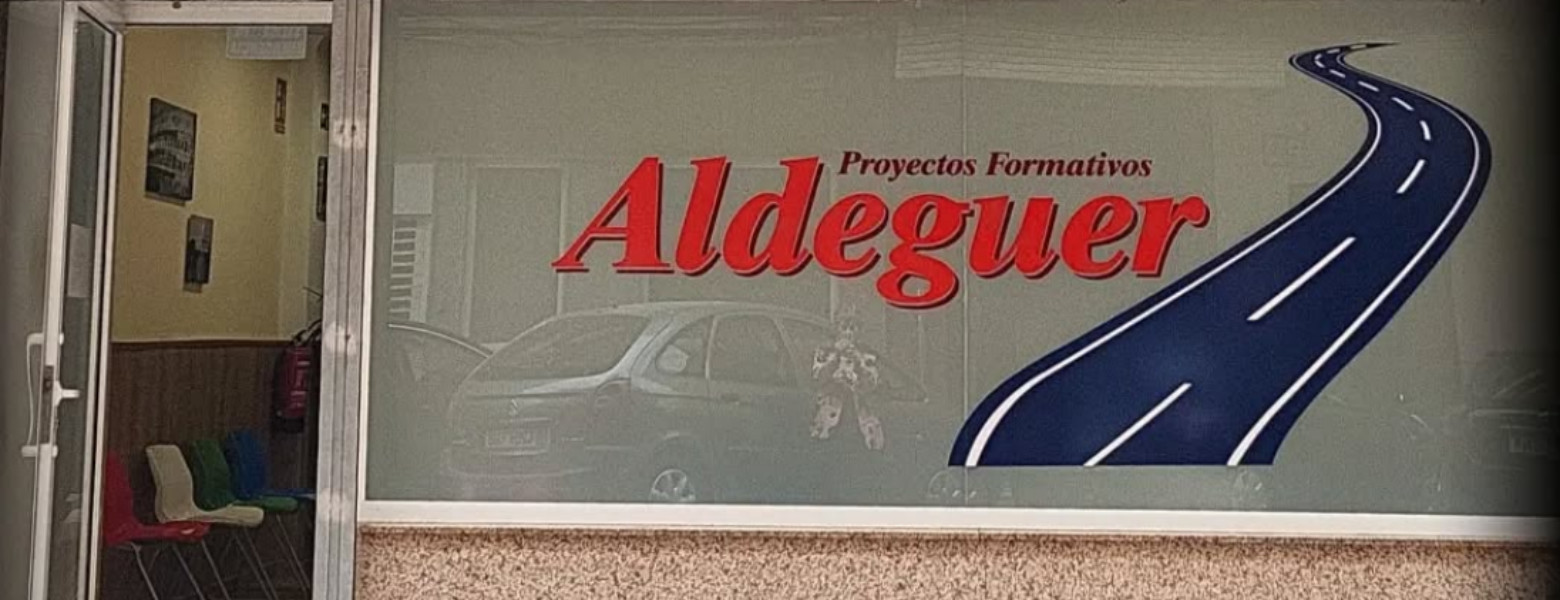 Proyectos Formativos
Aldeguer